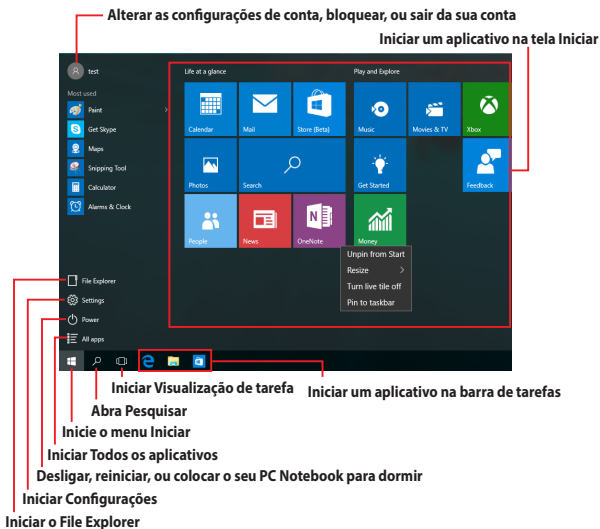 Alterar as configurações de conta, bloquear, ou sair da sua conta
Iniciar um aplicativo na tela Iniciar
test
Life at a glance
Play and Explore
Most used
Paint
Get Skype
Maps
Snipping Tool
Calculator
Alarms & Clock
Calendar
Mail
Store (Beta)
Music
Movies & TV
Xbox
Photos
Search
Get Started
Feedback
People
News
OneNote
Money
Unpin from Start
Resize
Turn live tile off
Pin to taskbar
File Explorer
Settings
Power
All apps
Iniciar Visualização de tarefa
Iniciar um aplicativo na barra de tarefas
Abra Pesquisar
Inicie o menu Iniciar
Iniciar Todos os aplicativos
Desligar, reiniciar, ou colocar o seu PC Notebook para dormir
Iniciar Configurações
Iniciar o File Explorer